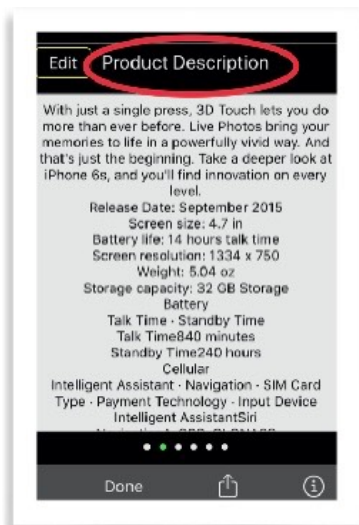 Edit Product Description
With just a single press, 3D Touch lets you do
more than ever before. Live Photos bring your
memories to life in a powerfully vivid way. And
that's just the beginning. Take a deeper look at
iPhone 6s, and you'll find innovation on every
level.
Release Date: September 2015
Screen size: 4.7 in
Battery life: 14 hours talk time
Screen resolution: 1334 x 750
Weight: 5.04 oz
Storage capacity: 32 GB Storage
Battery
Talk Time · Standby Time
Talk Time840 minutes
Standby Time240 hours
Cellular
Intelligent Assistant · Navigation · SIM Card
Type · Payment Technology · Input Device
Intelligent AssistantSiri
Done